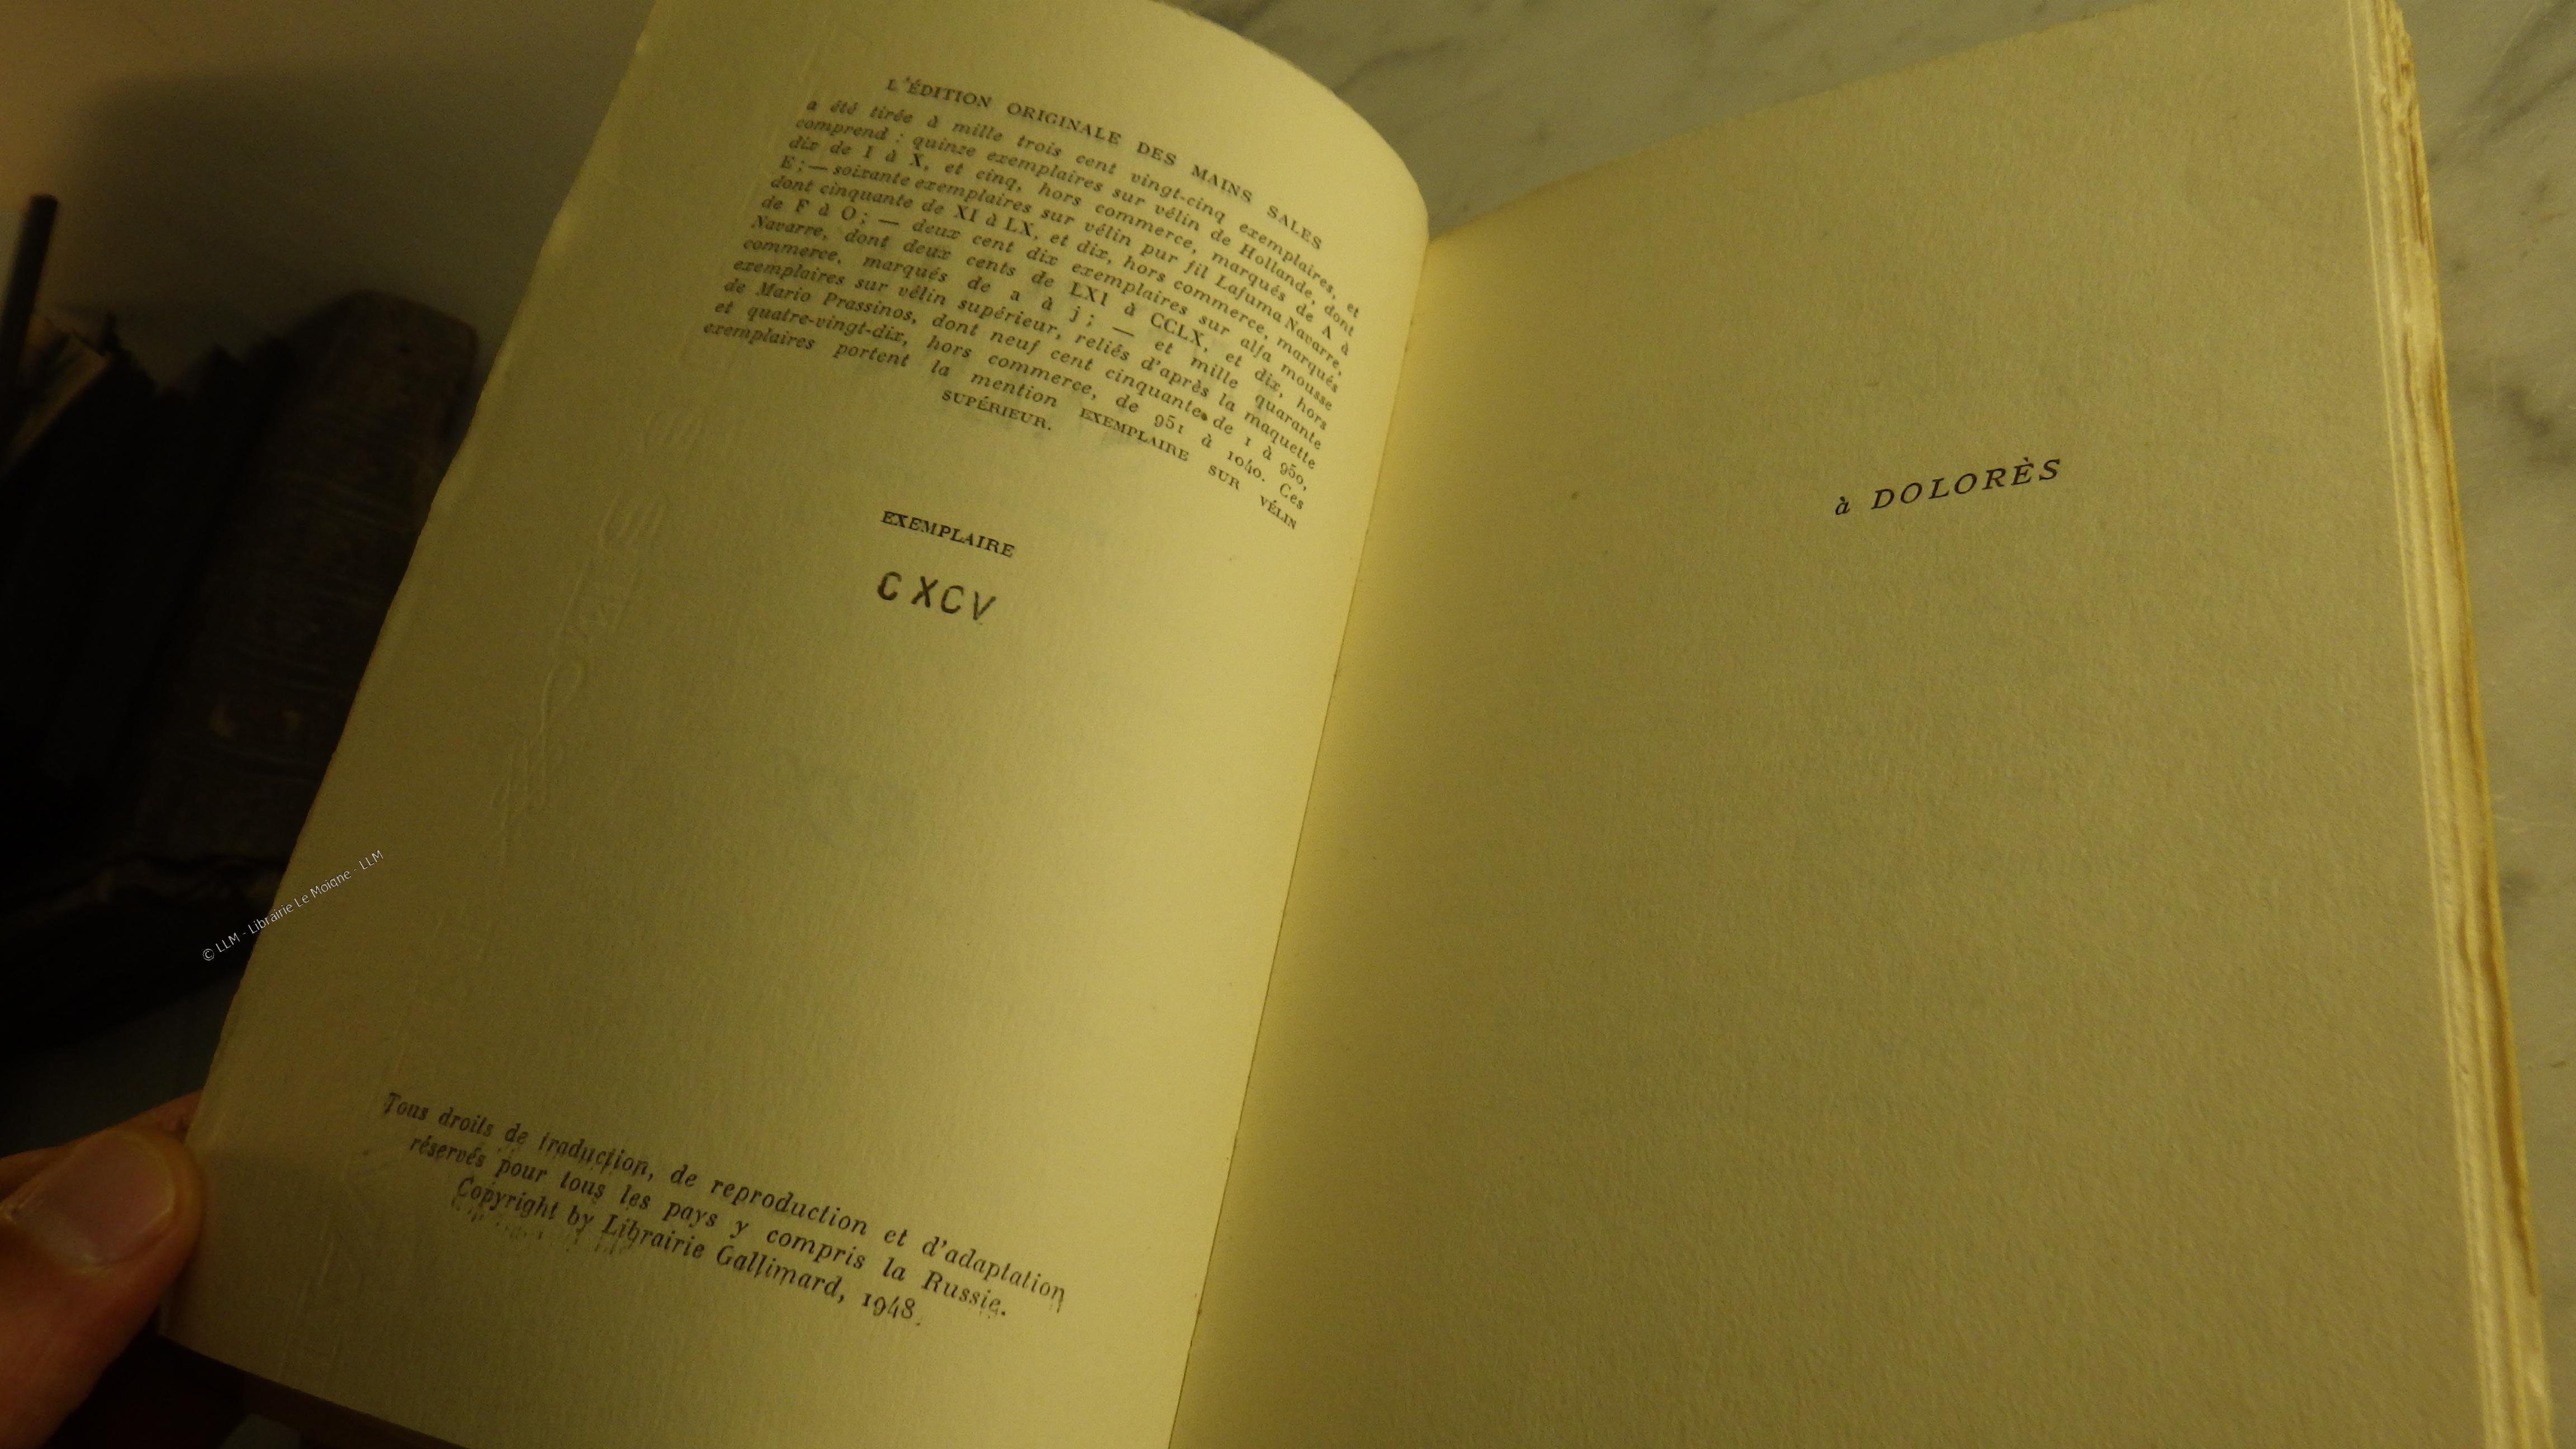 L'ÉDITION ORIGINALE DES MAINS SALES
a été tirée à mille trois cent vingt-cinq exemplaires, et
comprend : quinze exemplaires sur vélin de Hollande, dont
dix de I à X, et cinq, hors commerce, marqués de A à
E ; — soixante exemplaires sur vélin pur fil Lafuma Navarre,
dont cinquante de XI à LX, et dix, hors commerce, marqués
de F à O ; — deux cent dix exemplaires sur alfa mousse
Navarre, dont deux cents de LXI à CCLX, et dix, hors
commerce, marqués de a à j ; — et mille quarante
exemplaires sur vélin supérieur, reliés d'après la maquette
de Mario Prassinos, dont neuf cent cinquante de 1 à 950,
et quatre-vingt-dix, hors commerce, de 951 à 1040. Ces
exemplaires portent la mention EXEMPLAIRE SUR VÉLIN
SUPÉRIEUR.
EXEMPLAIRE
CXCV
Tous droits de traduction, de reproduction et d'adaptation
réservés pour tous les pays y compris la Russie.
Copyright by Librairie Gallimard, 1948.
à DOLORÈS
© LLM - Librairie Le Moigne - LLM